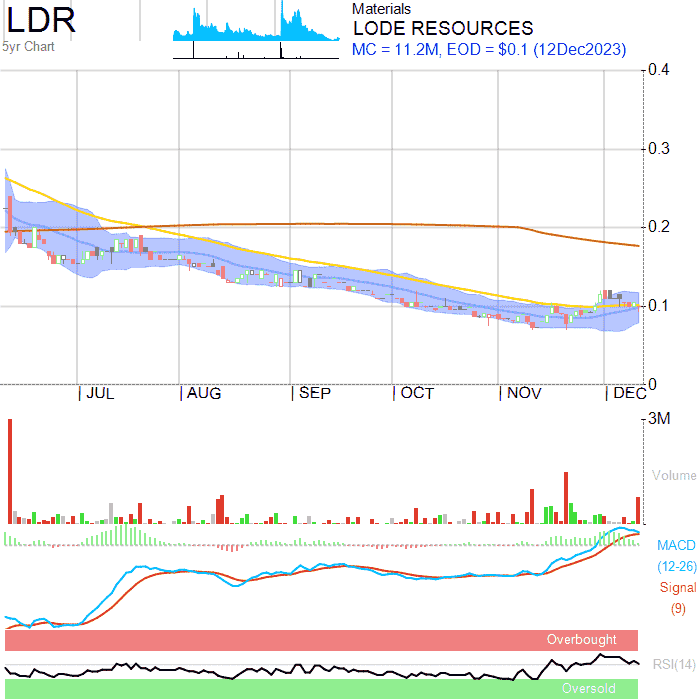 LDR
5yr Chart
Materials
LODE RESOURCES
MC = 11.2M, EOD = $0.1 (12Dec2023)
0.4
0.3
0.2
0.1
0
JUL
AUG
SEP
OCT
NOV
DEC
3M
Volume
MACD
(12-26)
Signal
(9)
Overbought
RSI(14)
Oversold